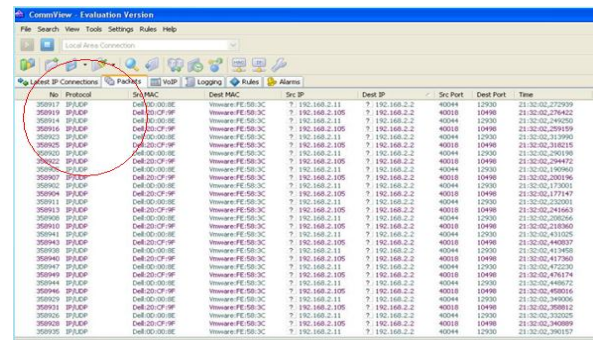 CommView - Evaluation Version
File Search View Tools Settings Rules Help
Local Area Connection
Latest IP Connections Packets VoIP Logging Rules Alarms
No Protocol Src MAC Dest MAC Src IP Dest IP Src Port Dest Port Time
358917 IP/UDP Dell:0D:00:8E Vmware:FE:58:3C ? 192.168.2.11 ? 192.168.2.2 40044 12930 21:32:02,272939
358919 IP/UDP Dell:20:CF:9F Vmware:FE:58:3C ? 192.168.2.105 ? 192.168.2.2 40018 10498 21:32:02,276422
358914 IP/UDP Dell:0D:00:8E Vmware:FE:58:3C ? 192.168.2.11 ? 192.168.2.2 40044 12930 21:32:02,249250
358916 IP/UDP Dell:20:CF:9F Vmware:FE:58:3C ? 192.168.2.105 ? 192.168.2.2 40018 10498 21:32:02,259159
358923 IP/UDP Dell:0D:00:8E Vmware:FE:58:3C ? 192.168.2.11 ? 192.168.2.2 40044 12930 21:32:02,313990
358925 IP/UDP Dell:20:CF:9F Vmware:FE:58:3C ? 192.168.2.105 ? 192.168.2.2 40018 10498 21:32:02,318215
358920 IP/UDP Dell:0D:00:8E Vmware:FE:58:3C ? 192.168.2.11 ? 192.168.2.2 40044 12930 21:32:02,290198
358922 IP/UDP Dell:20:CF:9F Vmware:FE:58:3C ? 192.168.2.105 ? 192.168.2.2 40018 10498 21:32:02,294472
IP/UDP Dell:0D:00:8E Vmware:FE:58:3C ? 192.168.2.11 ? 192.168.2.2 40044 12930 21:32:02,190960
358907 IP/UDP Dell:20:CF:9F Vmware:FE:58:3C ? 192.168.2.105 ? 192.168.2.2 40018 10498 21:32:02,200196
358902 IP/UDP Dell:0D:00:8E Vmware:FE:58:3C ? 192.168.2.11 ? 192.168.2.2 40044 12930 21:32:02,173001
358904 IP/UDP Dell:20:CF:9F Vmware:FE:58:3C ? 192.168.2.105 ? 192.168.2.2 40018 10498 21:32:02,177147
358911 IP/UDP Dell:0D:00:8E Vmware:FE:58:3C ? 192.168.2.11 ? 192.168.2.2 40044 12930 21:32:02,232001
358913 IP/UDP Dell:20:CF:9F Vmware:FE:58:3C ? 192.168.2.105 ? 192.168.2.2 40018 10498 21:32:02,241663
358908 IP/UDP Dell:0D:00:8E Vmware:FE:58:3C ? 192.168.2.11 ? 192.168.2.2 40044 12930 21:32:02,208266
358910 IP/UDP Dell:20:CF:9F Vmware:FE:58:3C ? 192.168.2.105 ? 192.168.2.2 40018 10498 21:32:02,218360
358941 IP/UDP Dell:0D:00:8E Vmware:FE:58:3C ? 192.168.2.11 ? 192.168.2.2 40044 12930 21:32:02,431025
358943 IP/UDP Dell:20:CF:9F Vmware:FE:58:3C ? 192.168.2.105 ? 192.168.2.2 40018 10498 21:32:02,440837
358938 IP/UDP Dell:0D:00:8E Vmware:FE:58:3C ? 192.168.2.11 ? 192.168.2.2 40044 12930 21:32:02,413458
358940 IP/UDP Dell:20:CF:9F Vmware:FE:58:3C ? 192.168.2.105 ? 192.168.2.2 40018 10498 21:32:02,417360
358947 IP/UDP Dell:0D:00:8E Vmware:FE:58:3C ? 192.168.2.11 ? 192.168.2.2 40044 12930 21:32:02,472230
358949 IP/UDP Dell:20:CF:9F Vmware:FE:58:3C ? 192.168.2.105 ? 192.168.2.2 40018 10498 21:32:02,476174
358944 IP/UDP Dell:0D:00:8E Vmware:FE:58:3C ? 192.168.2.11 ? 192.168.2.2 40044 12930 21:32:02,448672
358946 IP/UDP Dell:20:CF:9F Vmware:FE:58:3C ? 192.168.2.105 ? 192.168.2.2 40018 10498 21:32:02,458016
358929 IP/UDP Dell:0D:00:8E Vmware:FE:58:3C ? 192.168.2.11 ? 192.168.2.2 40044 12930 21:32:02,349006
358931 IP/UDP Dell:20:CF:9F Vmware:FE:58:3C ? 192.168.2.105 ? 192.168.2.2 40018 10498 21:32:02,358812
358926 IP/UDP Dell:0D:00:8E Vmware:FE:58:3C ? 192.168.2.11 ? 192.168.2.2 40044 12930 21:32:02,332025
358928 IP/UDP Dell:20:CF:9F Vmware:FE:58:3C ? 192.168.2.105 ? 192.168.2.2 40018 10498 21:32:02,340889
358935 IP/UDP Dell:0D:00:8E Vmware:FE:58:3C ? 192.168.2.11 ? 192.168.2.2 40044 12930 21:32:02,390157